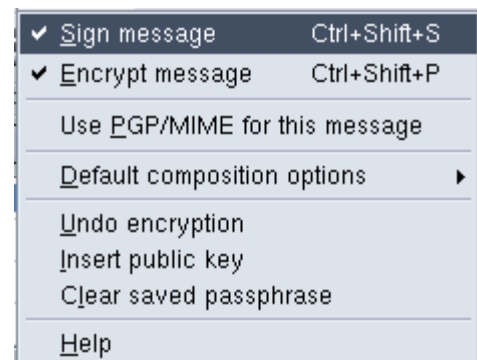 Sign message Ctrl+Shift+S
Encrypt message Ctrl+Shift+P
Use PGP/MIME for this message
Default composition options
Undo encryption
Insert public key
Clear saved passphrase
Help